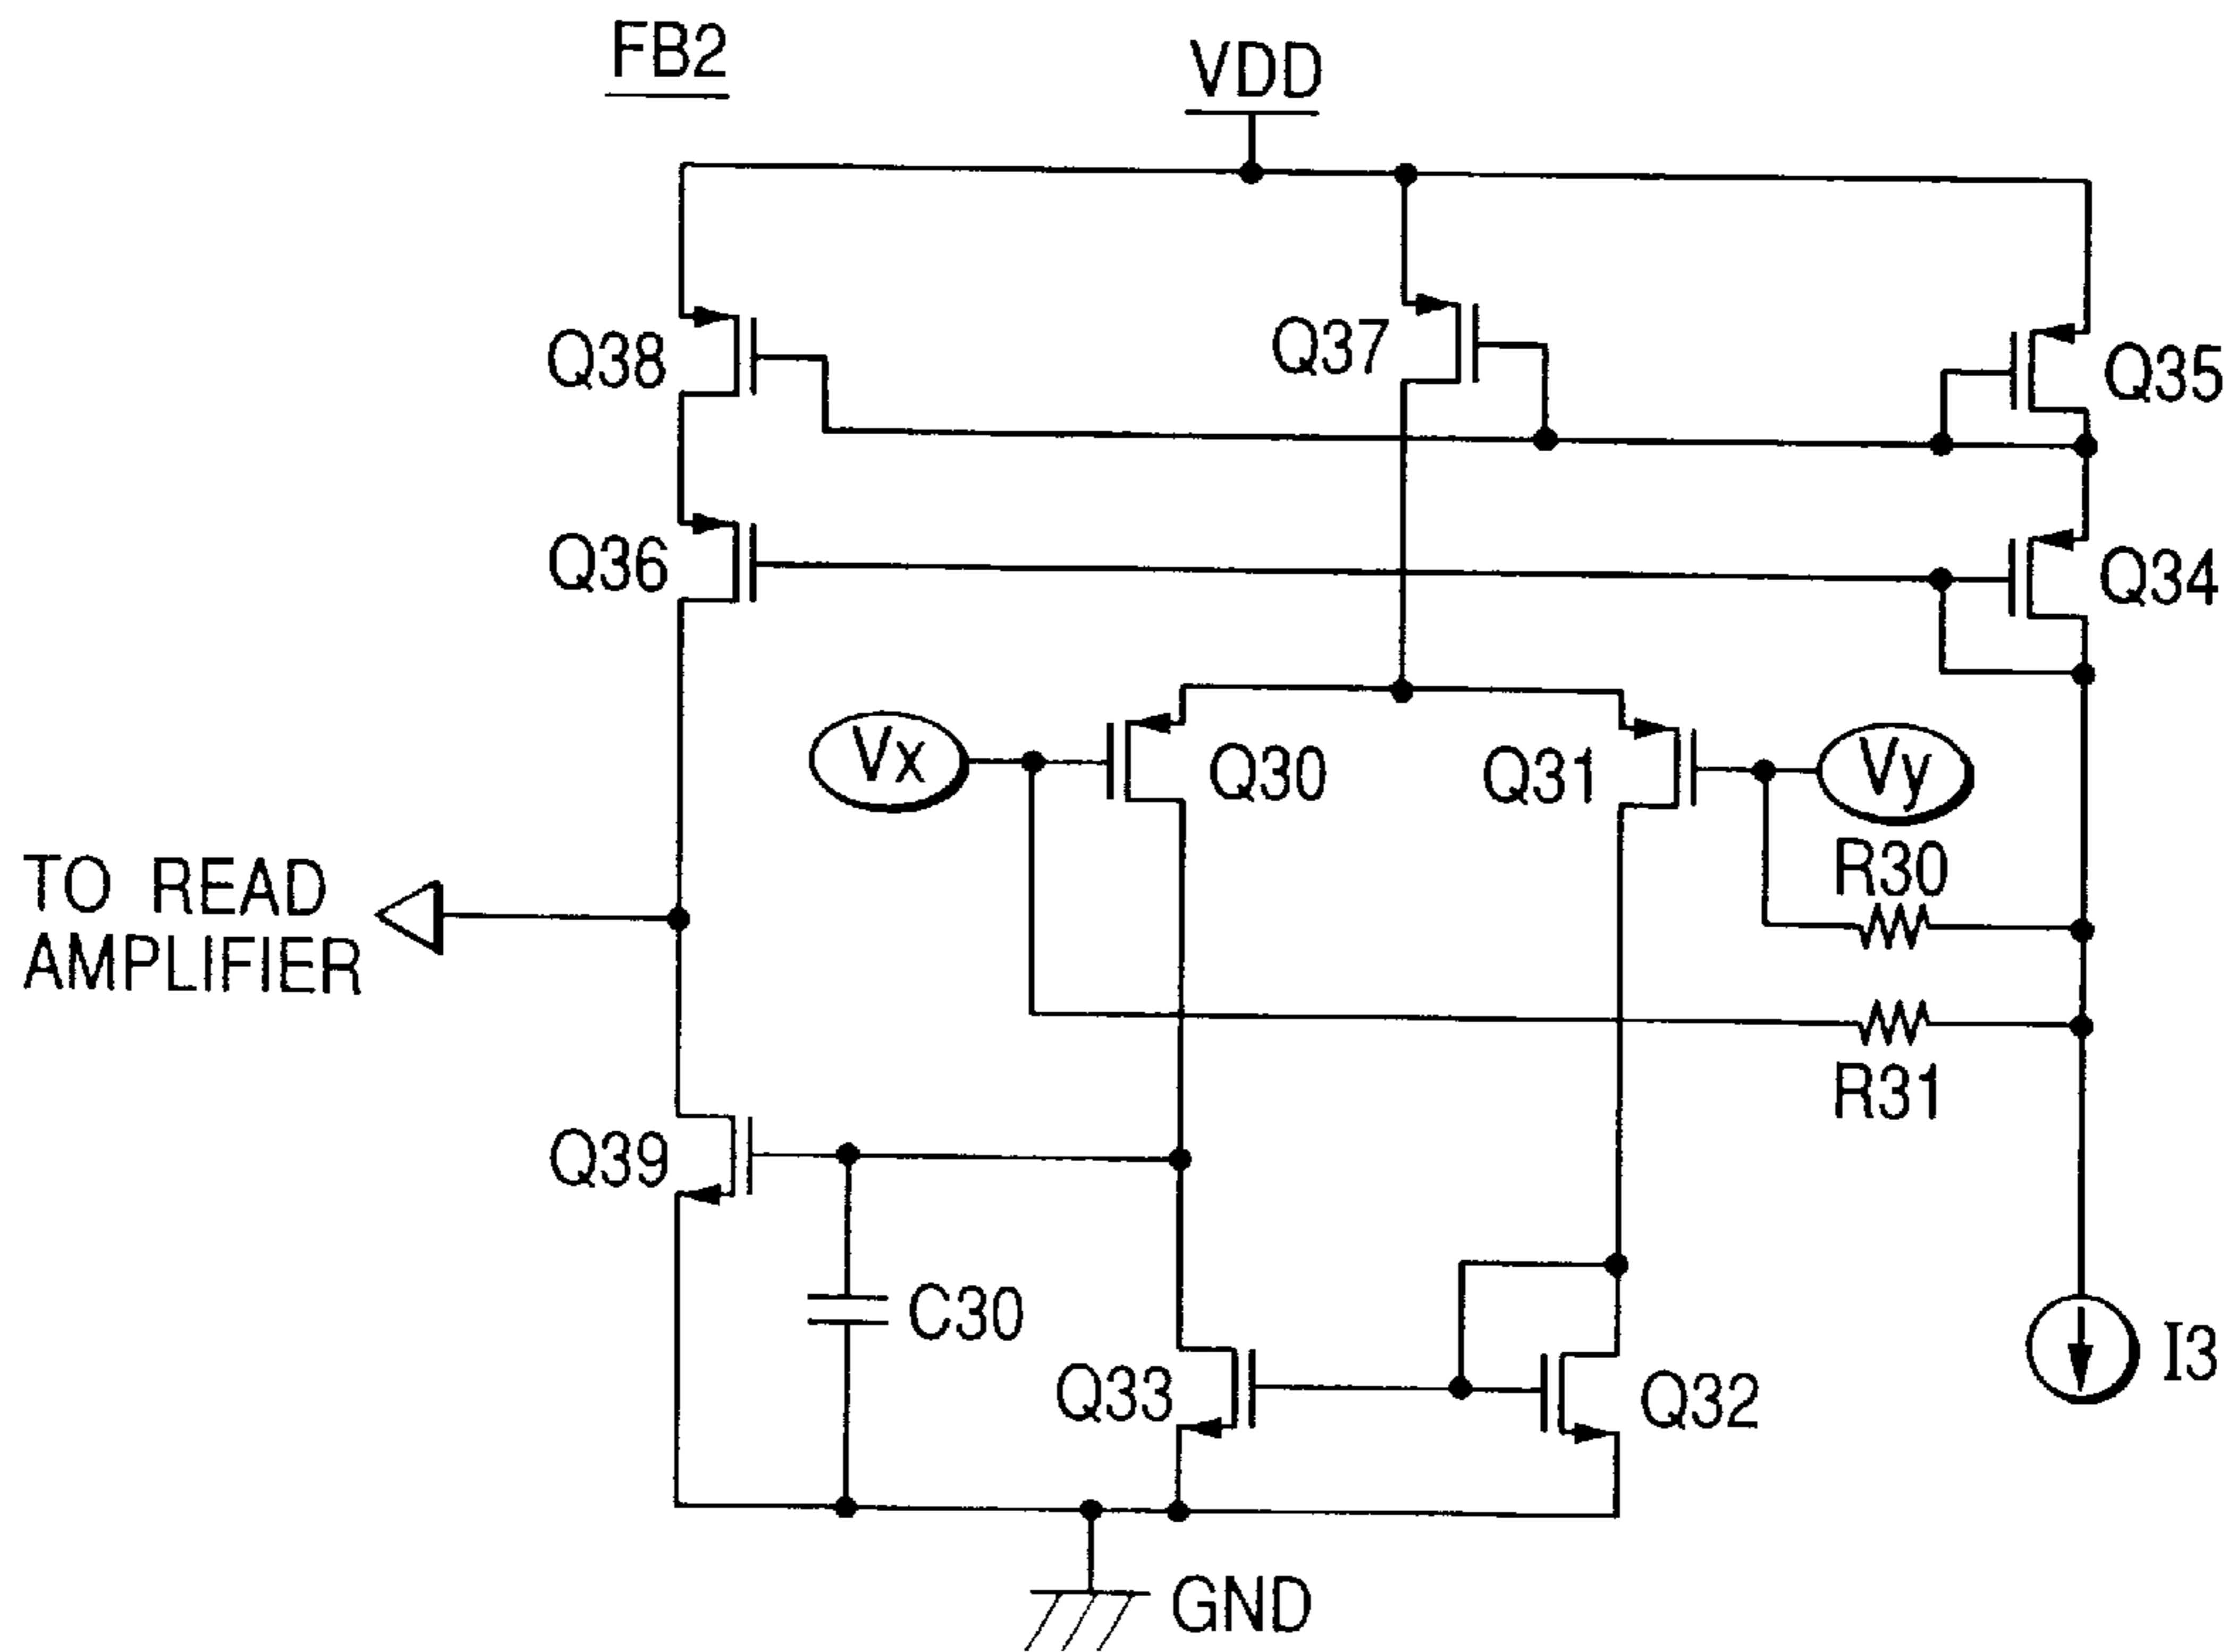 FB2
VDD
Q38
Q37
Q35
Q36
Q34
Vx
Q30
Q31
Vy
R30
TO READ
AMPLIFIER
R31
Q39
C30
Q33
Q32
I3
GND